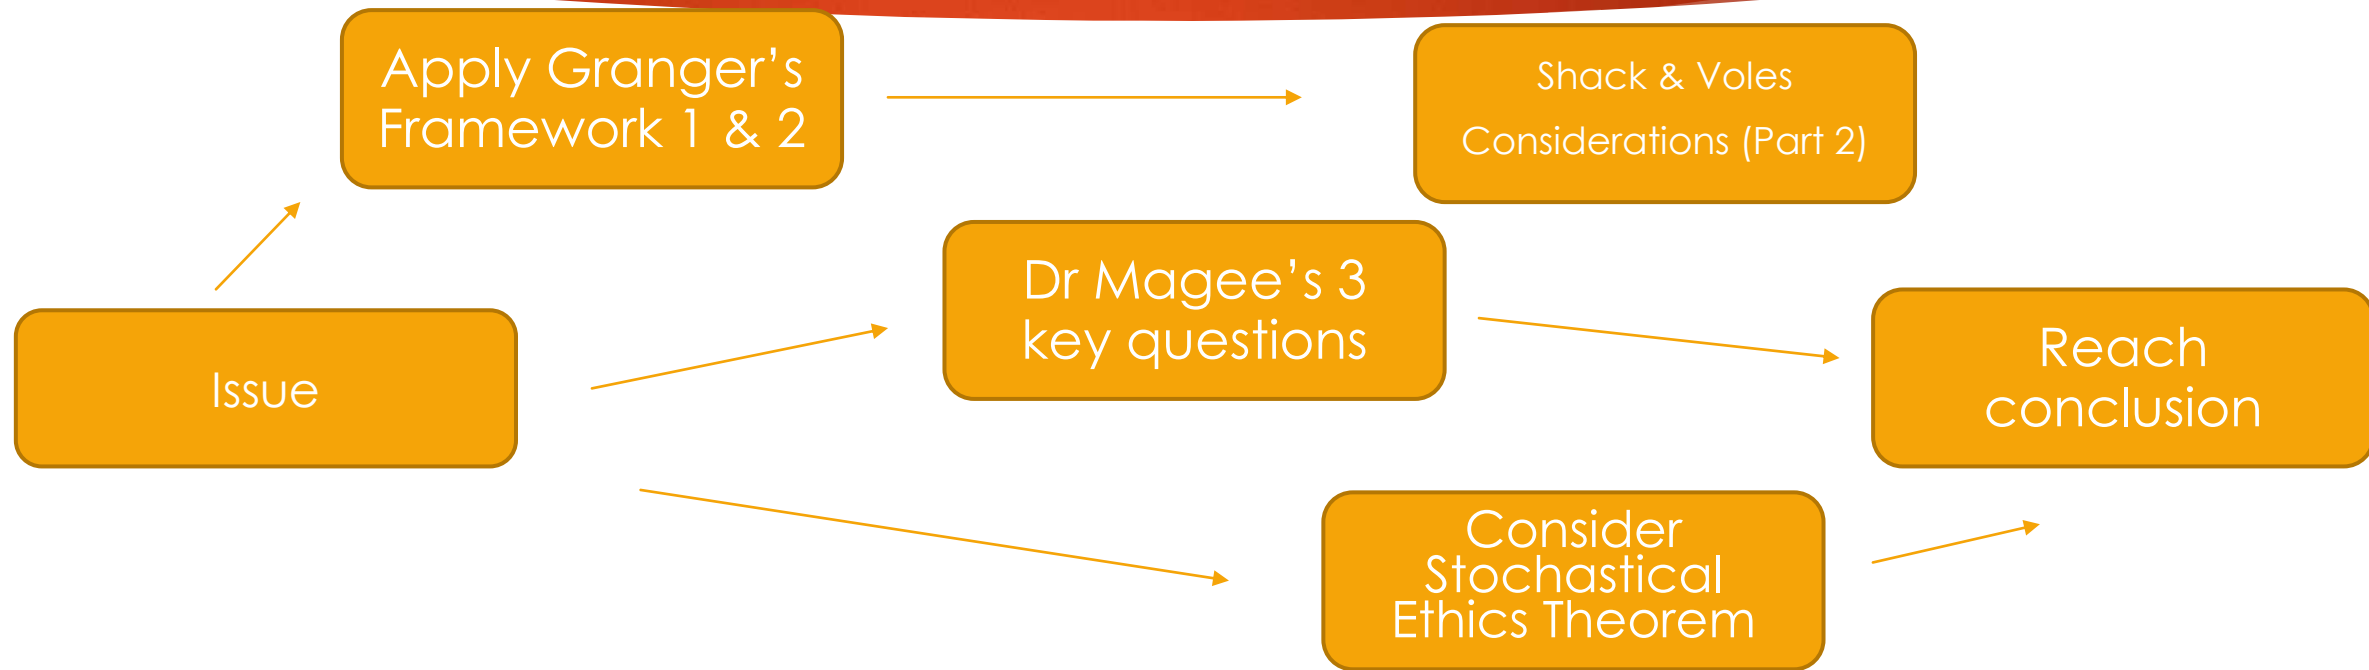 Apply Granger’s
Framework 1 & 2
Shack & Voles
Considerations (Part 2)
Dr Magee’s 3
key questions
Issue
Reach
conclusion
Consider
Stochastical
Ethics Theorem